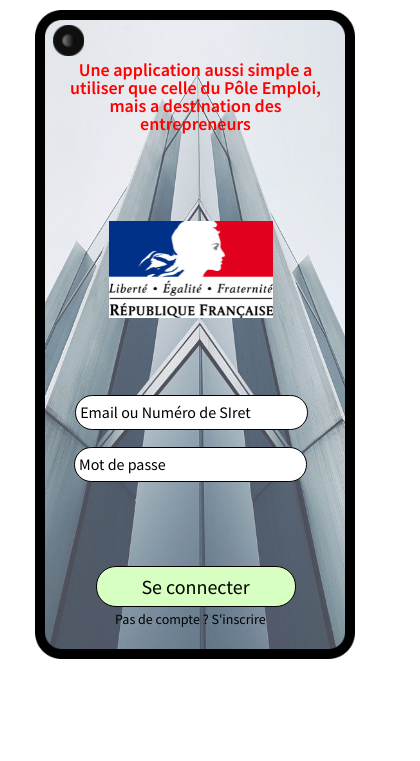 Une application aussi simple a
utiliser que celle du Pôle Emploi,
mais a destination des
entrepreneurs
Liberté • Égalité • Fraternité
RÉPUBLIQUE FRANÇAISE
Email ou Numéro de SIret
Mot de passe
Se connecter
Pas de compte ? S'inscrire